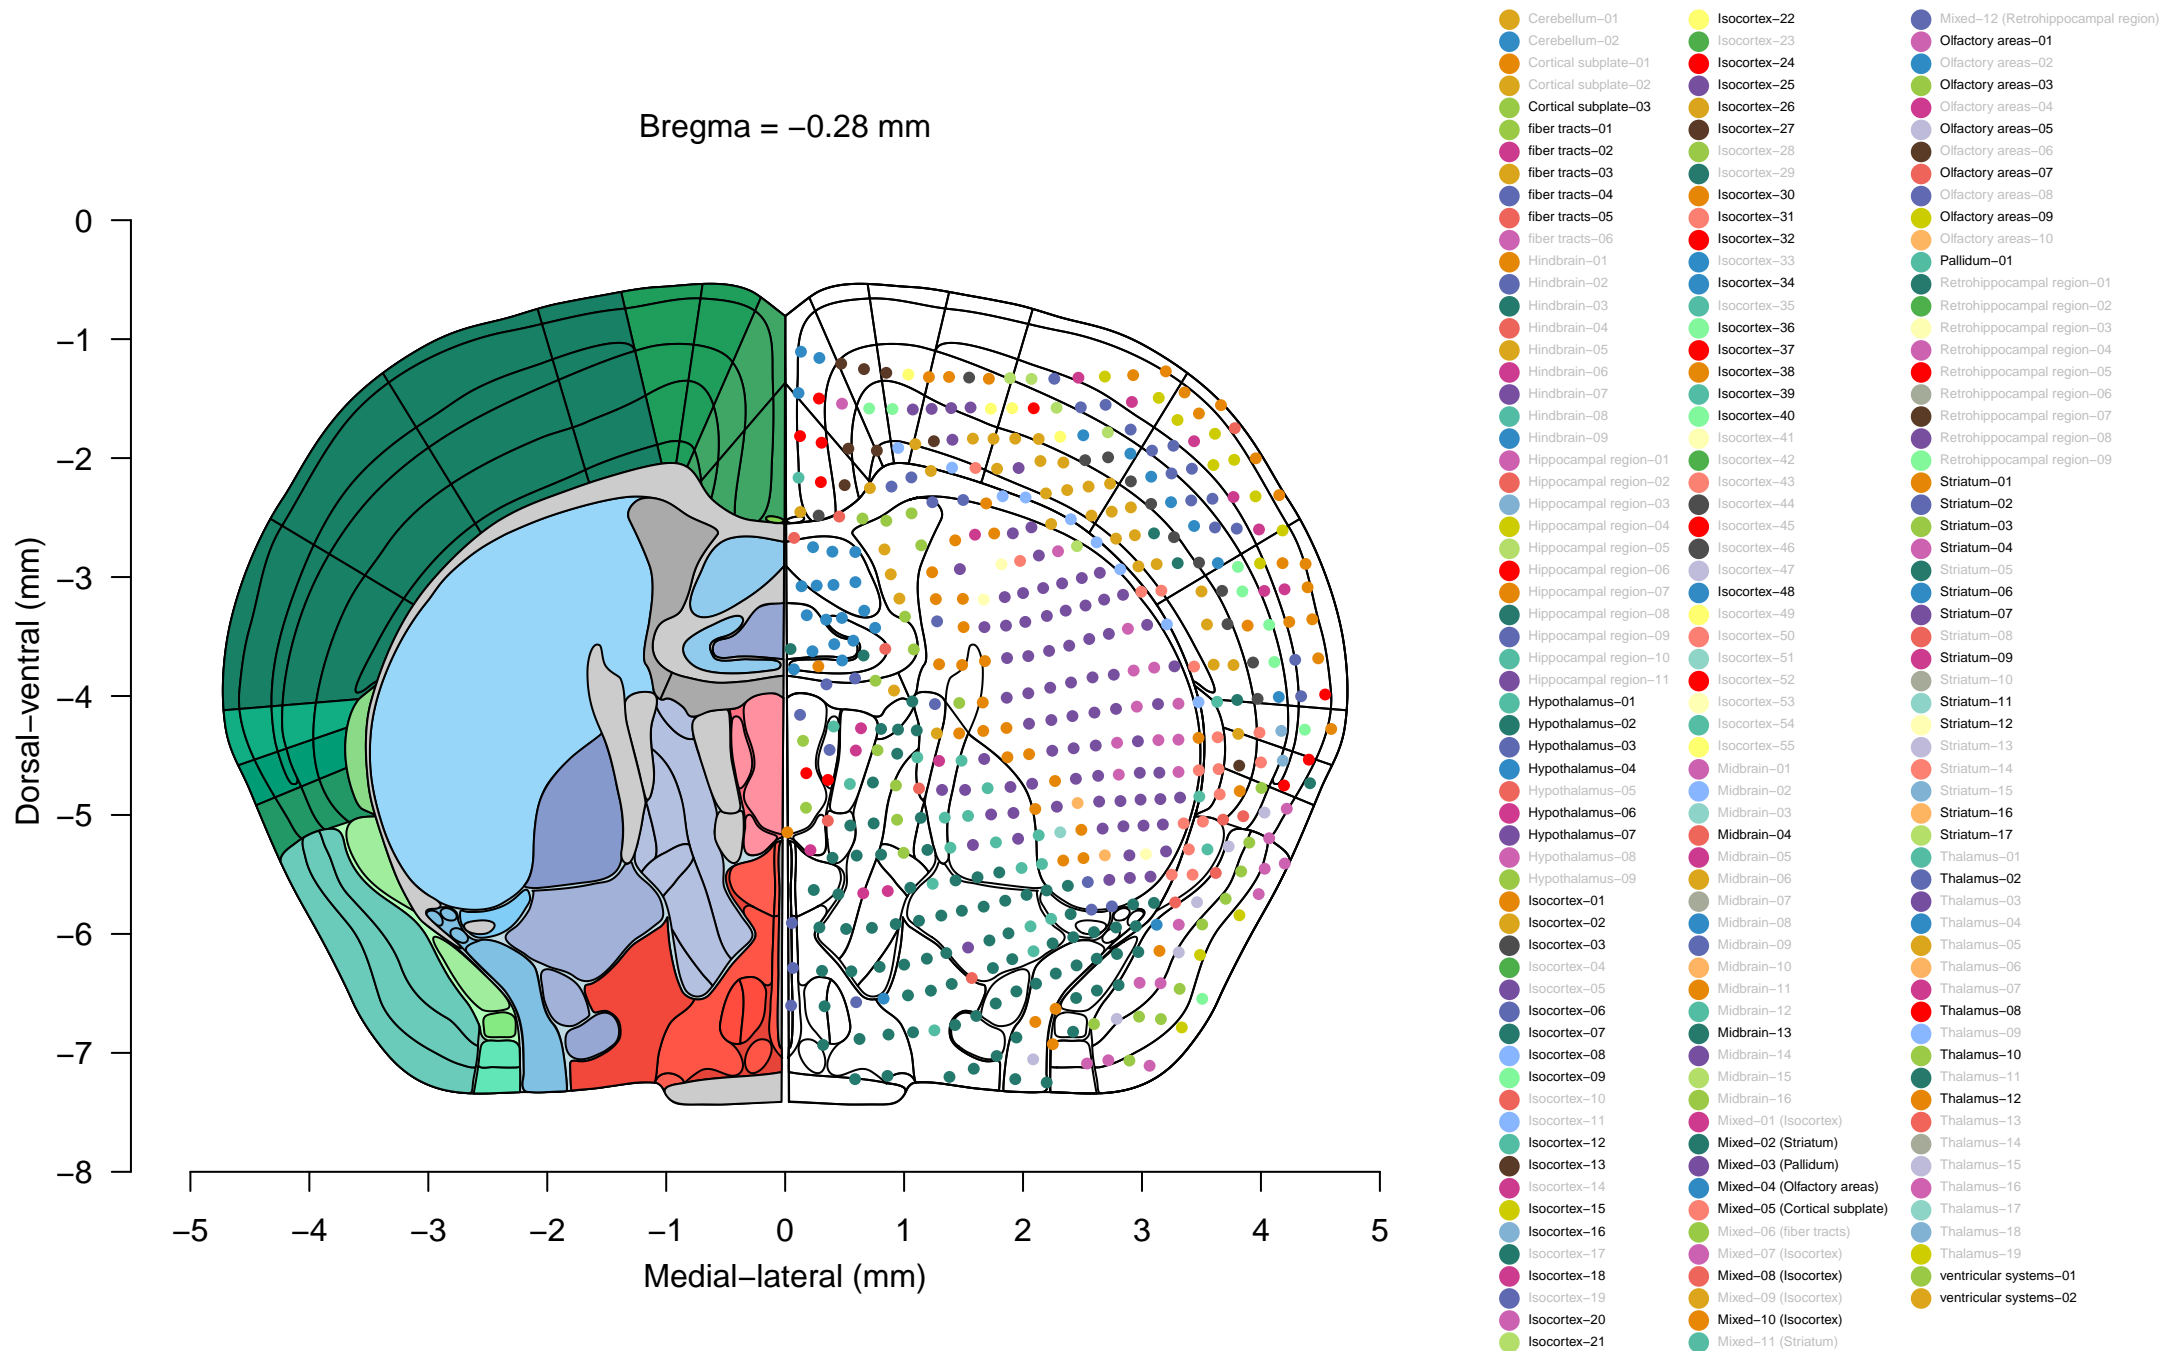 Bregma = −0.28 mm
Dorsal−ventral (mm)
0
−1
−2
−3
−4
−5
−6
−7
−8
−5 −4 −3 −2 −1 0 1 2 3 4 5
Medial−lateral (mm)
Cerebellum−01
Cerebellum−02
Cortical subplate−01
Cortical subplate−02
Cortical subplate−03
fiber tracts−01
fiber tracts−02
fiber tracts−03
fiber tracts−04
fiber tracts−05
fiber tracts−06
Hindbrain−01
Hindbrain−02
Hindbrain−03
Hindbrain−04
Hindbrain−05
Hindbrain−06
Hindbrain−07
Hindbrain−08
Hindbrain−09
Hippocampal region−01
Hippocampal region−02
Hippocampal region−03
Hippocampal region−04
Hippocampal region−05
Hippocampal region−06
Hippocampal region−07
Hippocampal region−08
Hippocampal region−09
Hippocampal region−10
Hippocampal region−11
Hypothalamus−01
Hypothalamus−02
Hypothalamus−03
Hypothalamus−04
Hypothalamus−05
Hypothalamus−06
Hypothalamus−07
Hypothalamus−08
Hypothalamus−09
Isocortex−01
Isocortex−02
Isocortex−03
Isocortex−04
Isocortex−05
Isocortex−06
Isocortex−07
Isocortex−08
Isocortex−09
Isocortex−10
Isocortex−11
Isocortex−12
Isocortex−13
Isocortex−14
Isocortex−15
Isocortex−16
Isocortex−17
Isocortex−18
Isocortex−19
Isocortex−20
Isocortex−21
Isocortex−22
Isocortex−23
Isocortex−24
Isocortex−25
Isocortex−26
Isocortex−27
Isocortex−28
Isocortex−29
Isocortex−30
Isocortex−31
Isocortex−32
Isocortex−33
Isocortex−34
Isocortex−35
Isocortex−36
Isocortex−37
Isocortex−38
Isocortex−39
Isocortex−40
Isocortex−41
Isocortex−42
Isocortex−43
Isocortex−44
Isocortex−45
Isocortex−46
Isocortex−47
Isocortex−48
Isocortex−49
Isocortex−50
Isocortex−51
Isocortex−52
Isocortex−53
Isocortex−54
Isocortex−55
Midbrain−01
Midbrain−02
Midbrain−03
Midbrain−04
Midbrain−05
Midbrain−06
Midbrain−07
Midbrain−08
Midbrain−09
Midbrain−10
Midbrain−11
Midbrain−12
Midbrain−13
Midbrain−14
Midbrain−15
Midbrain−16
Mixed−01 (Isocortex)
Mixed−02 (Striatum)
Mixed−03 (Pallidum)
Mixed−04 (Olfactory areas)
Mixed−05 (Cortical subplate)
Mixed−06 (fiber tracts)
Mixed−07 (Isocortex)
Mixed−08 (Isocortex)
Mixed−09 (Isocortex)
Mixed−10 (Isocortex)
Mixed−11 (Striatum)
Mixed−12 (Retrohippocampal region)
Olfactory areas−01
Olfactory areas−02
Olfactory areas−03
Olfactory areas−04
Olfactory areas−05
Olfactory areas−06
Olfactory areas−07
Olfactory areas−08
Olfactory areas−09
Olfactory areas−10
Pallidum−01
Retrohippocampal region−01
Retrohippocampal region−02
Retrohippocampal region−03
Retrohippocampal region−04
Retrohippocampal region−05
Retrohippocampal region−06
Retrohippocampal region−07
Retrohippocampal region−08
Retrohippocampal region−09
Striatum−01
Striatum−02
Striatum−03
Striatum−04
Striatum−05
Striatum−06
Striatum−07
Striatum−08
Striatum−09
Striatum−10
Striatum−11
Striatum−12
Striatum−13
Striatum−14
Striatum−15
Striatum−16
Striatum−17
Thalamus−01
Thalamus−02
Thalamus−03
Thalamus−04
Thalamus−05
Thalamus−06
Thalamus−07
Thalamus−08
Thalamus−09
Thalamus−10
Thalamus−11
Thalamus−12
Thalamus−13
Thalamus−14
Thalamus−15
Thalamus−16
Thalamus−17
Thalamus−18
Thalamus−19
ventricular systems−01
ventricular systems−02